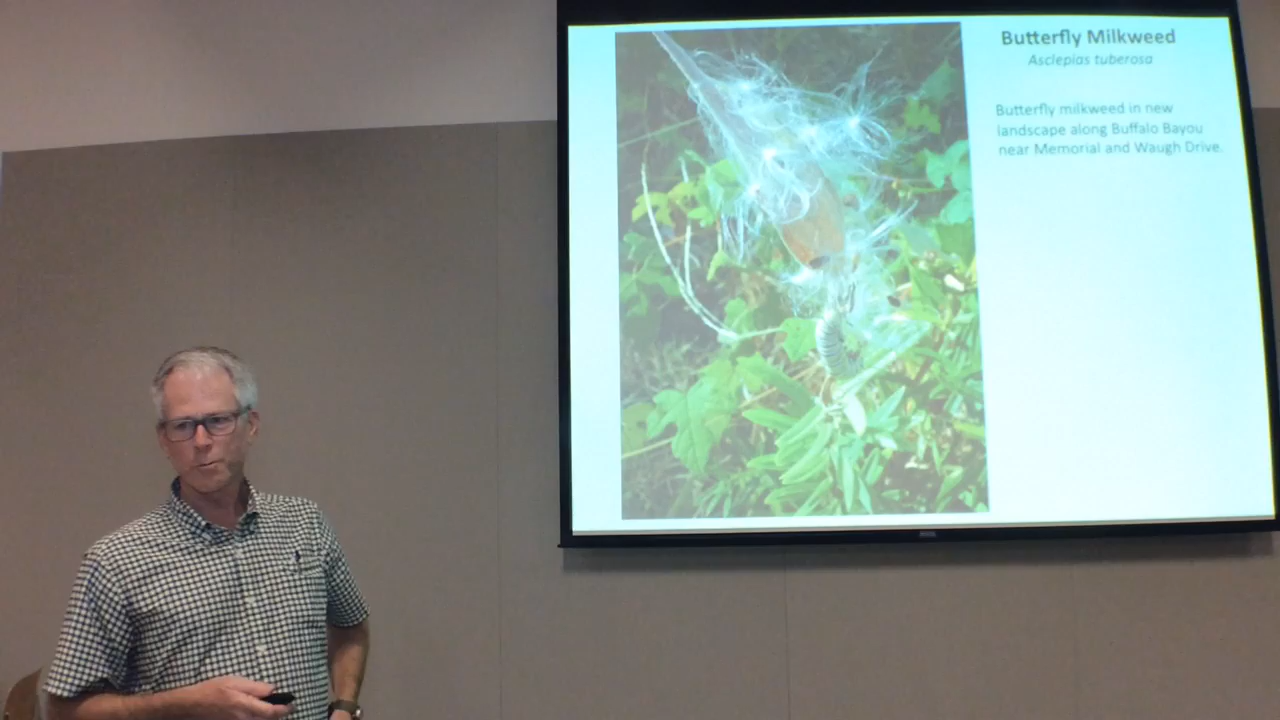 Butterfly Milkweed
Asclepias tuberosa
Butterfly milkweed in new
landscape along Buffalo Bayou
near Memorial and Waugh Drive.